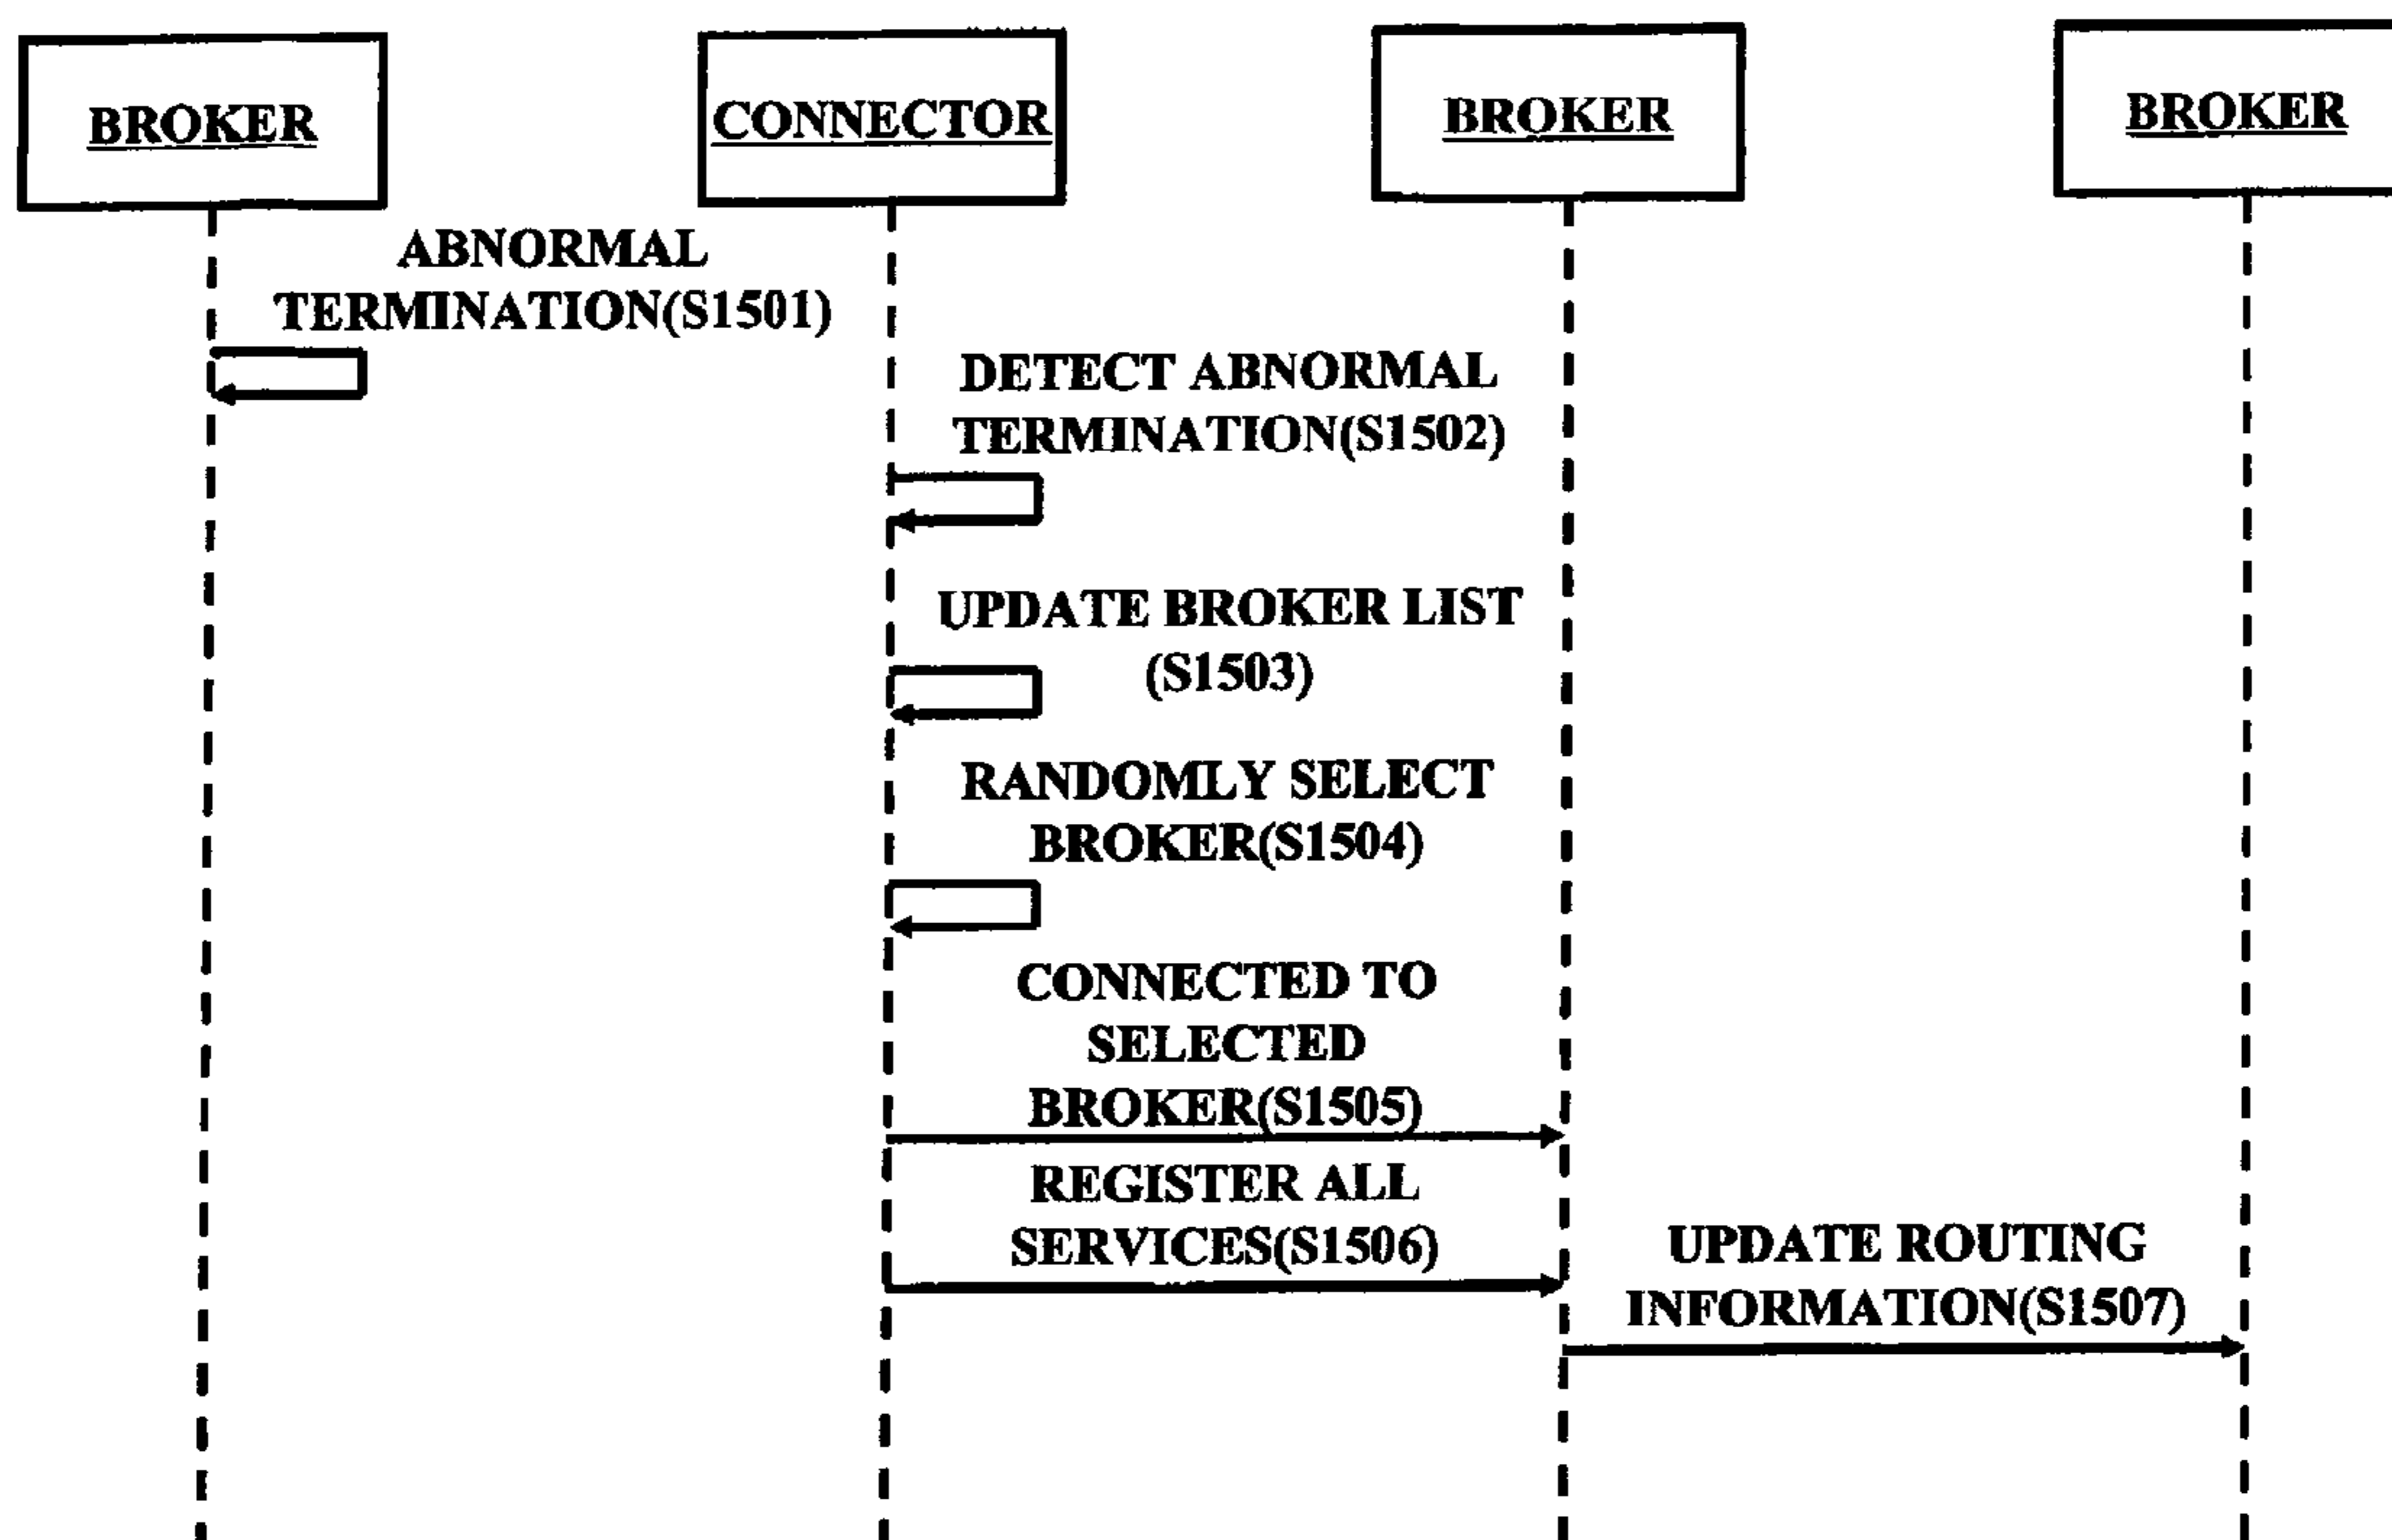 BROKER
CONNECTOR
BROKER
BROKER
ABNORMAL
TERMINATION(S1501)
DETECT ABNORMAL
TERMINATION(S1502)
UPDATE BROKER LIST
(S1503)
RANDOMLY SELECT
BROKER(S1504)
CONNECTED TO
SELECTED
BROKER(S1505)
REGISTER ALL
SERVICES(S1506)
UPDATE ROUTING
INFORMATION(S1507)